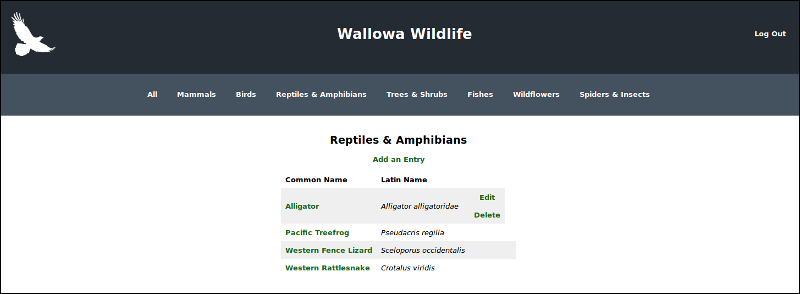 Wallowa Wildlife
Log Out
All Mammals Birds Reptiles & Amphibians Trees & Shrubs Fishes Wildflowers Spiders & Insects
Reptiles & Amphibians
Add an Entry
Common Name Latin Name
Alligator Alligator alligatoridae Edit
Delete
Pacific Treefrog Pseudacris regilla
Western Fence Lizard Sceloporus occidentalis
Western Rattlesnake Crotalus viridis